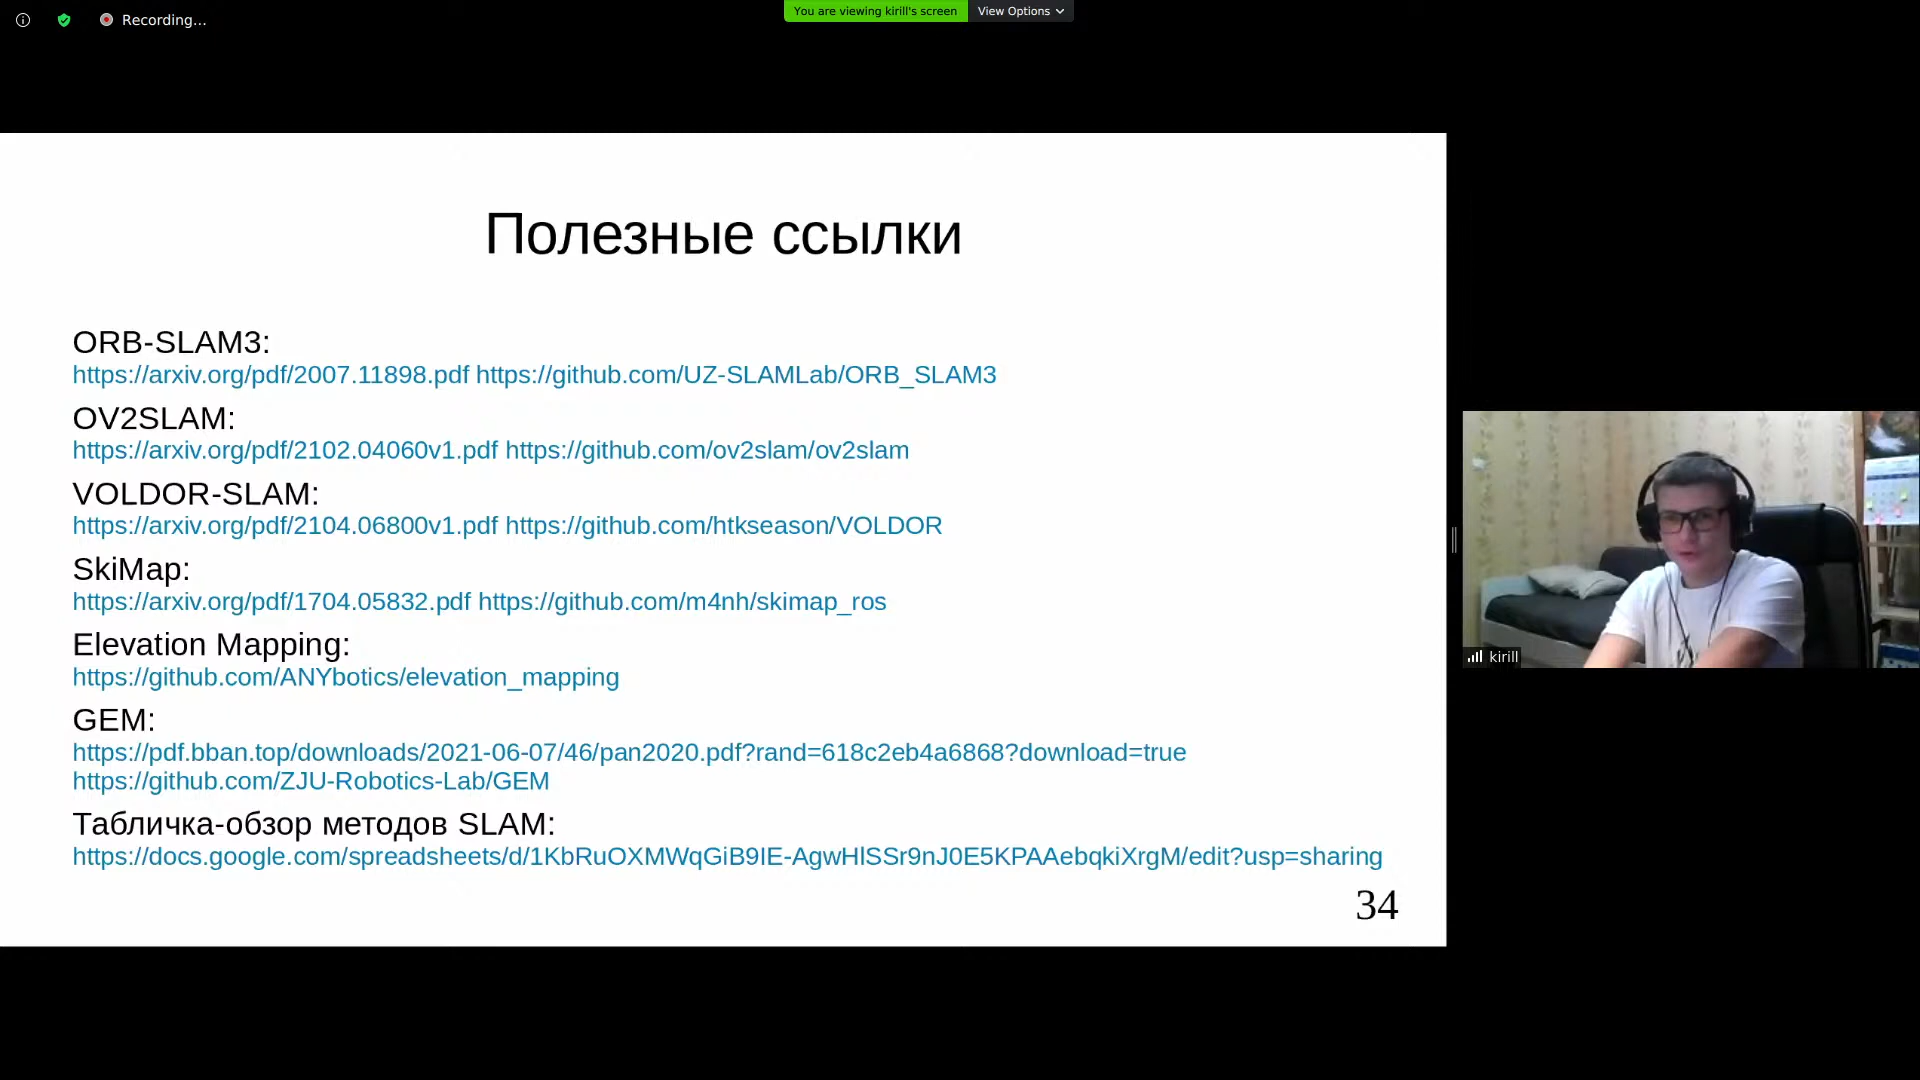 Recording...
You are viewing kirill's screen
View Options
Полезные ссылки
ORB-SLAM3:
https://arxiv.org/pdf/2007.11898.pdf https://github.com/UZ-SLAMLab/ORB_SLAM3
OV2SLAM:
https://arxiv.org/pdf/2102.04060v1.pdf https://github.com/ov2slam/ov2slam
VOLDOR-SLAM:
https://arxiv.org/pdf/2104.06800v1.pdf https://github.com/htkseason/VOLDOR
SkiMap:
https://arxiv.org/pdf/1704.05832.pdf https://github.com/m4nh/skimap_ros
Elevation Mapping:
https://github.com/ANYbotics/elevation_mapping
GEM:
https://pdf.bban.top/downloads/2021-06-07/46/pan2020.pdf?rand=618c2eb4a6868?download=true
https://github.com/ZJU-Robotics-Lab/GEM
Табличка-обзор методов SLAM:
https://docs.google.com/spreadsheets/d/1KbRuOXMWqGiB9IE-AgwHlSSr9nJ0E5KPAAebqkiXrgM/edit?usp=sharing
34
kirill